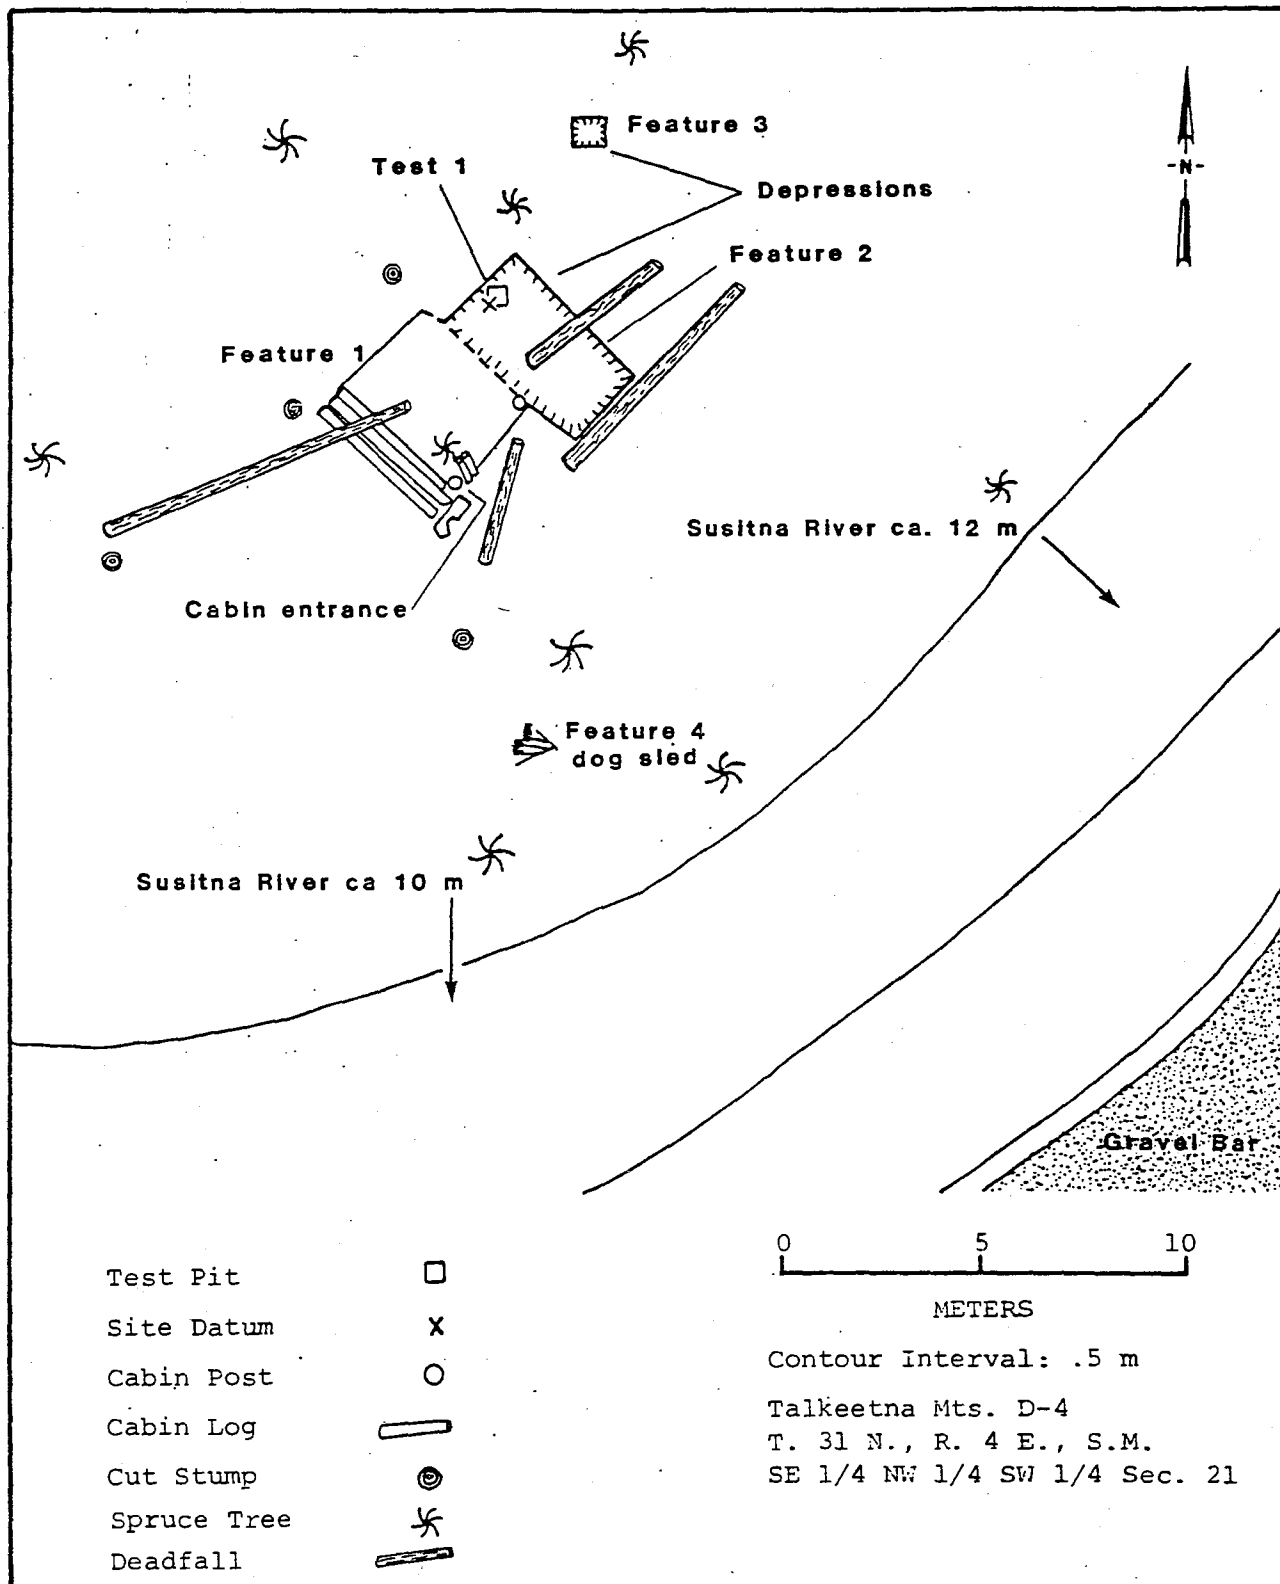 Feature 3
Test 1
-N-
Depressions
Feature 2
Feature 1
Susitna River ca. 12 m
Cabin entrance
Feature 4
dog sled
Susitna River ca 10 m
Gravel Bar
0 5 10
METERS
Test Pit
Site Datum
Cabin Post
Cabin Log
Cut Stump
Spruce Tree
Deadfall
Contour Interval: .5 m
Talkeetna Mts. D-4
T. 31 N., R. 4 E., S.M.
SE 1/4 NW 1/4 SW 1/4 Sec. 21